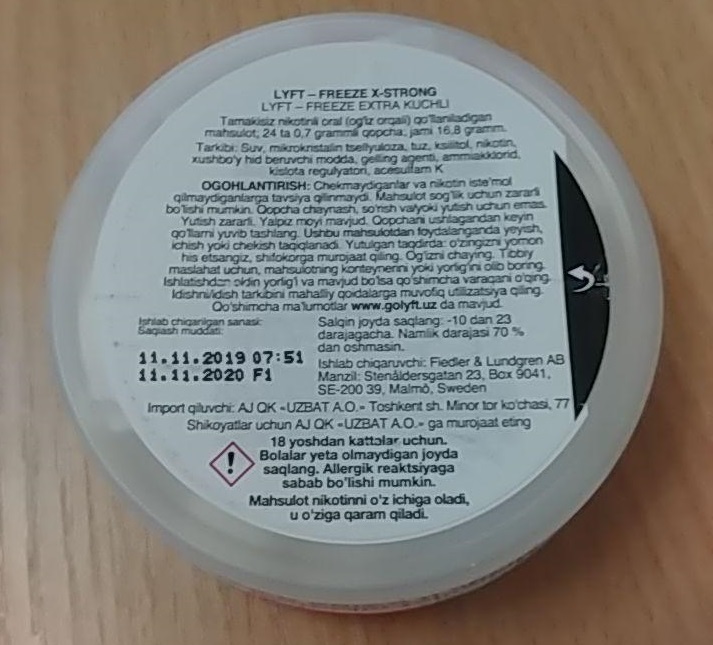 LYFT – FREEZE X-STRONG
LYFT – FREEZE EXTRA KUCHLI
Tamakisiz nikotinli oral (og'iz orqali) qo'llaniladigan
mahsulot, 24 ta 0,7 grammli qopcha, jami 16,8 gramm.
Tarkibi: Suv, mikrokristalin tsellyuloza, tuz, ksilitol, nikotin,
xushbo'y hid beruvchi modda, gelling agenti, ammiakklorid,
kislota regulyatori, acesulfam K
OGOHLANTIRISH: Chekmaydiganlar va nikotin iste'mol
qilmaydiganlarga tavsiya qilinmaydi. Mahsulot sog'lik uchun zararli
bo'lishi mumkin. Qopcha chaynash, so'rish va/yoki yutish uchun emas.
Yutish zararli. Yalpiz moyi mavjud. Qopchani ushlagandan keyin
qo'llarni yuvib tashlang. Ushbu mahsulotdan foydalanganda yeyish,
ichish yoki chekish taqiqlanadi. Yutulgan taqdirda: o'zingizni yomon
his etsangiz, shifokorga murojaat qiling. Og'izni chaying. Tibbiy
maslahat uchun, mahsulotning konteynerini yoki yorlig'ini olib boring.
Ishlatishdan oldin yorlig'i va mavjud bo'lsa qo'shimcha varaqani o'qing.
Idishni/idish tarkibini mahalliy qoidalarga muvofiq utilizatsiya qiling.
Qo'shimcha ma'lumotlar www.golyft.uz da mavjud.
Ishlab chiqarilgan sanasi:
Saqlash muddati:
11.11.2019 07:51
11.11.2020 F1
Salqin joyda saqlang: -10 dan 23
darajagacha. Namlik darajasi 70 %
dan oshmasin.
Ishlab chiqaruvchi: Fiedler & Lundgren AB
Manzil: Stenåldersgatan 23, Box 9041,
SE-200 39, Malmö, Sweden
Import qiluvchi: AJ QK «UZBAT A.O.» Toshkent sh. Minor tor ko'chasi, 77
Shikoyatlar uchun AJ QK «UZBAT A.O.» ga murojaat eting
18 yoshdan kattalar uchun.
Bolalar yeta olmaydigan joyda
saqlang. Allergik reaktsiyaga
sabab bo'lishi mumkin.
Mahsulot nikotinni o'z ichiga oladi,
u o'ziga qaram qiladi.